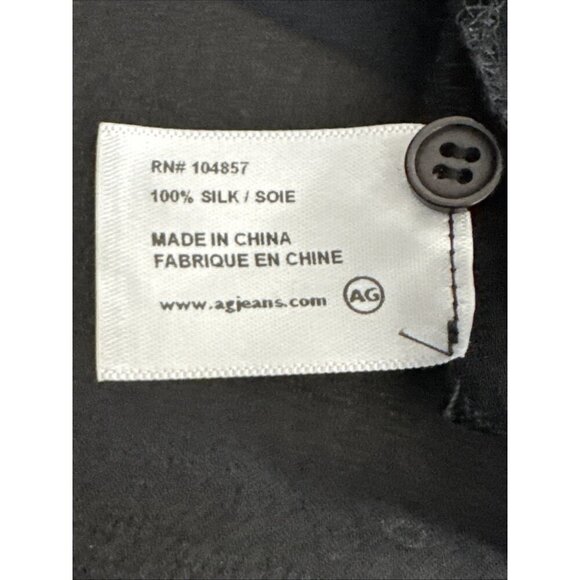 RN# 104857
100% SILK / SOIE
MADE IN CHINA
FABRIQUE EN CHINE
www.agjeans.com AG